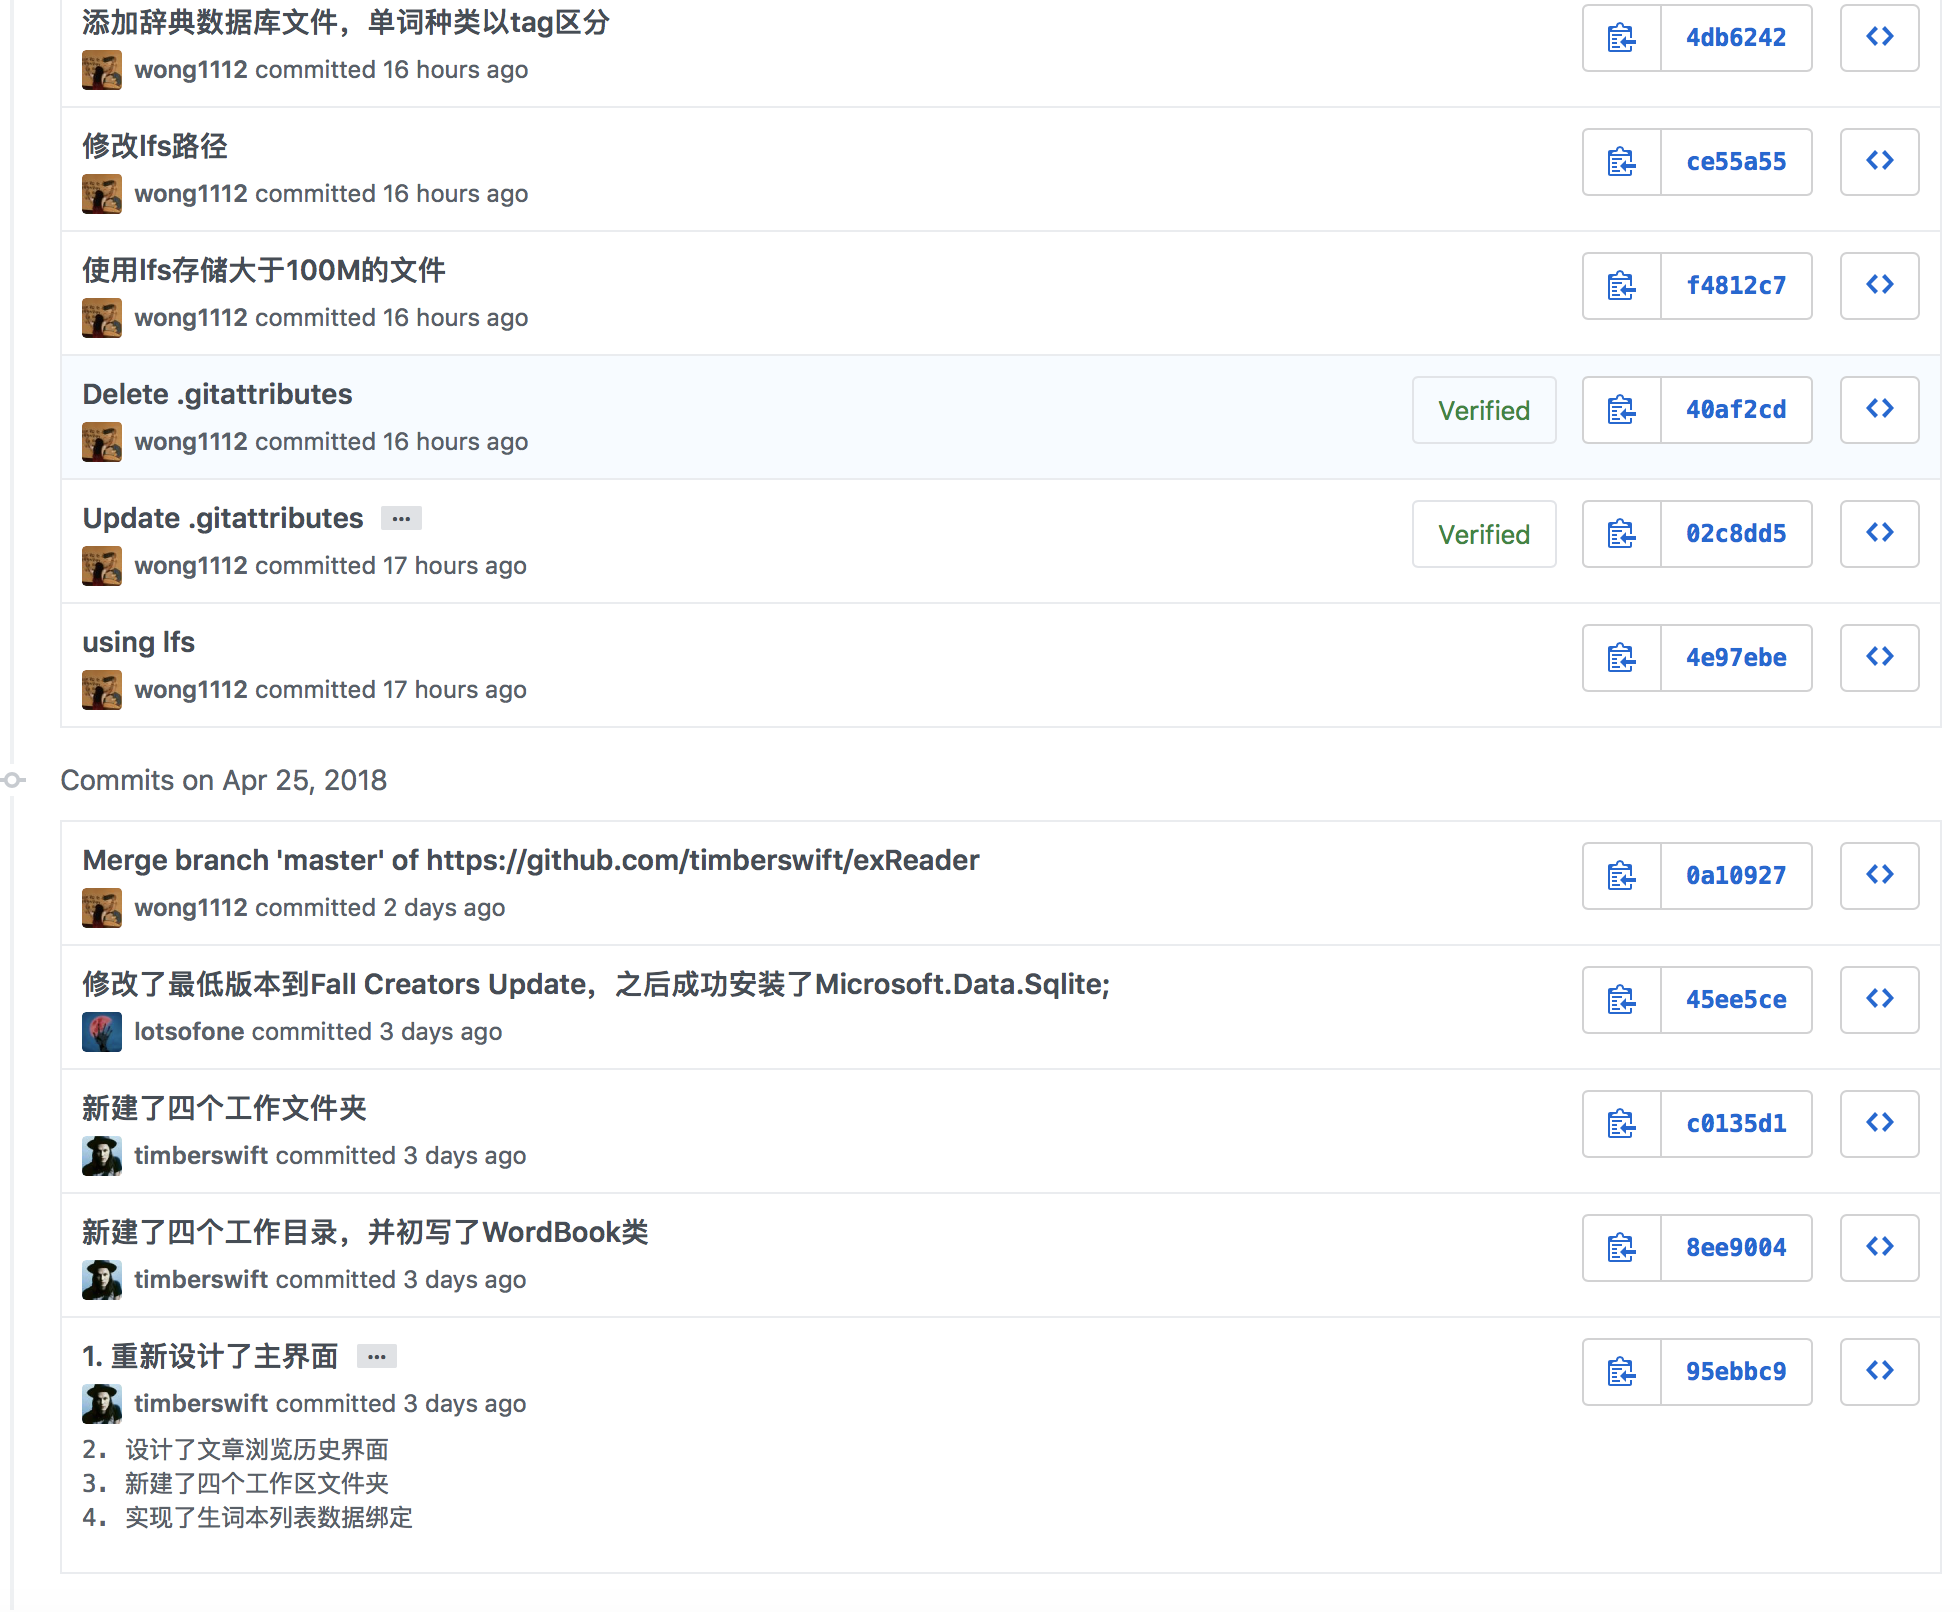 添加辞典数据库文件，单词种类以tag区分
4db6242
wong1112 committed 16 hours ago
修改lfs路径
ce55a55
wong1112 committed 16 hours ago
使用lfs存储大于100M的文件
f4812c7
wong1112 committed 16 hours ago
Delete .gitattributes
Verified
40af2cd
wong1112 committed 16 hours ago
Update .gitattributes ...
Verified
02c8dd5
wong1112 committed 17 hours ago
using lfs
4e97ebe
wong1112 committed 17 hours ago
Commits on Apr 25, 2018
Merge branch 'master' of https://github.com/timberswift/exReader
0a10927
wong1112 committed 2 days ago
修改了最低版本到Fall Creators Update，之后成功安装了Microsoft.Data.Sqlite;
45ee5ce
lotsofone committed 3 days ago
新建了四个工作文件夹
c0135d1
timberswift committed 3 days ago
新建了四个工作目录，并初写了WordBook类
8ee9004
timberswift committed 3 days ago
1. 重新设计了主界面 ...
95ebbc9
timberswift committed 3 days ago
2. 设计了文章浏览历史界面
3. 新建了四个工作区文件夹
4. 实现了生词本列表数据绑定